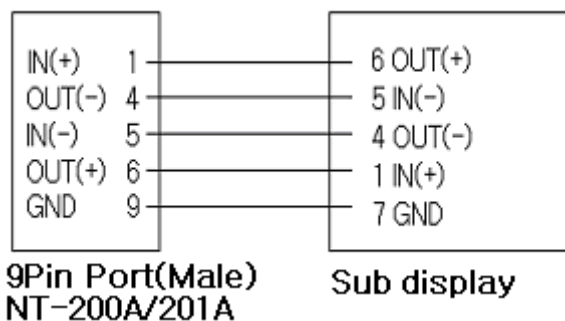 IN(+) 1 6 OUT(+)
OUT(-) 4 5 IN(-)
IN(-) 5 4 OUT(-)
OUT(+) 6 1 IN(+)
GND 9 7 GND
9Pin Port(Male) Sub display
NT-200A/201A